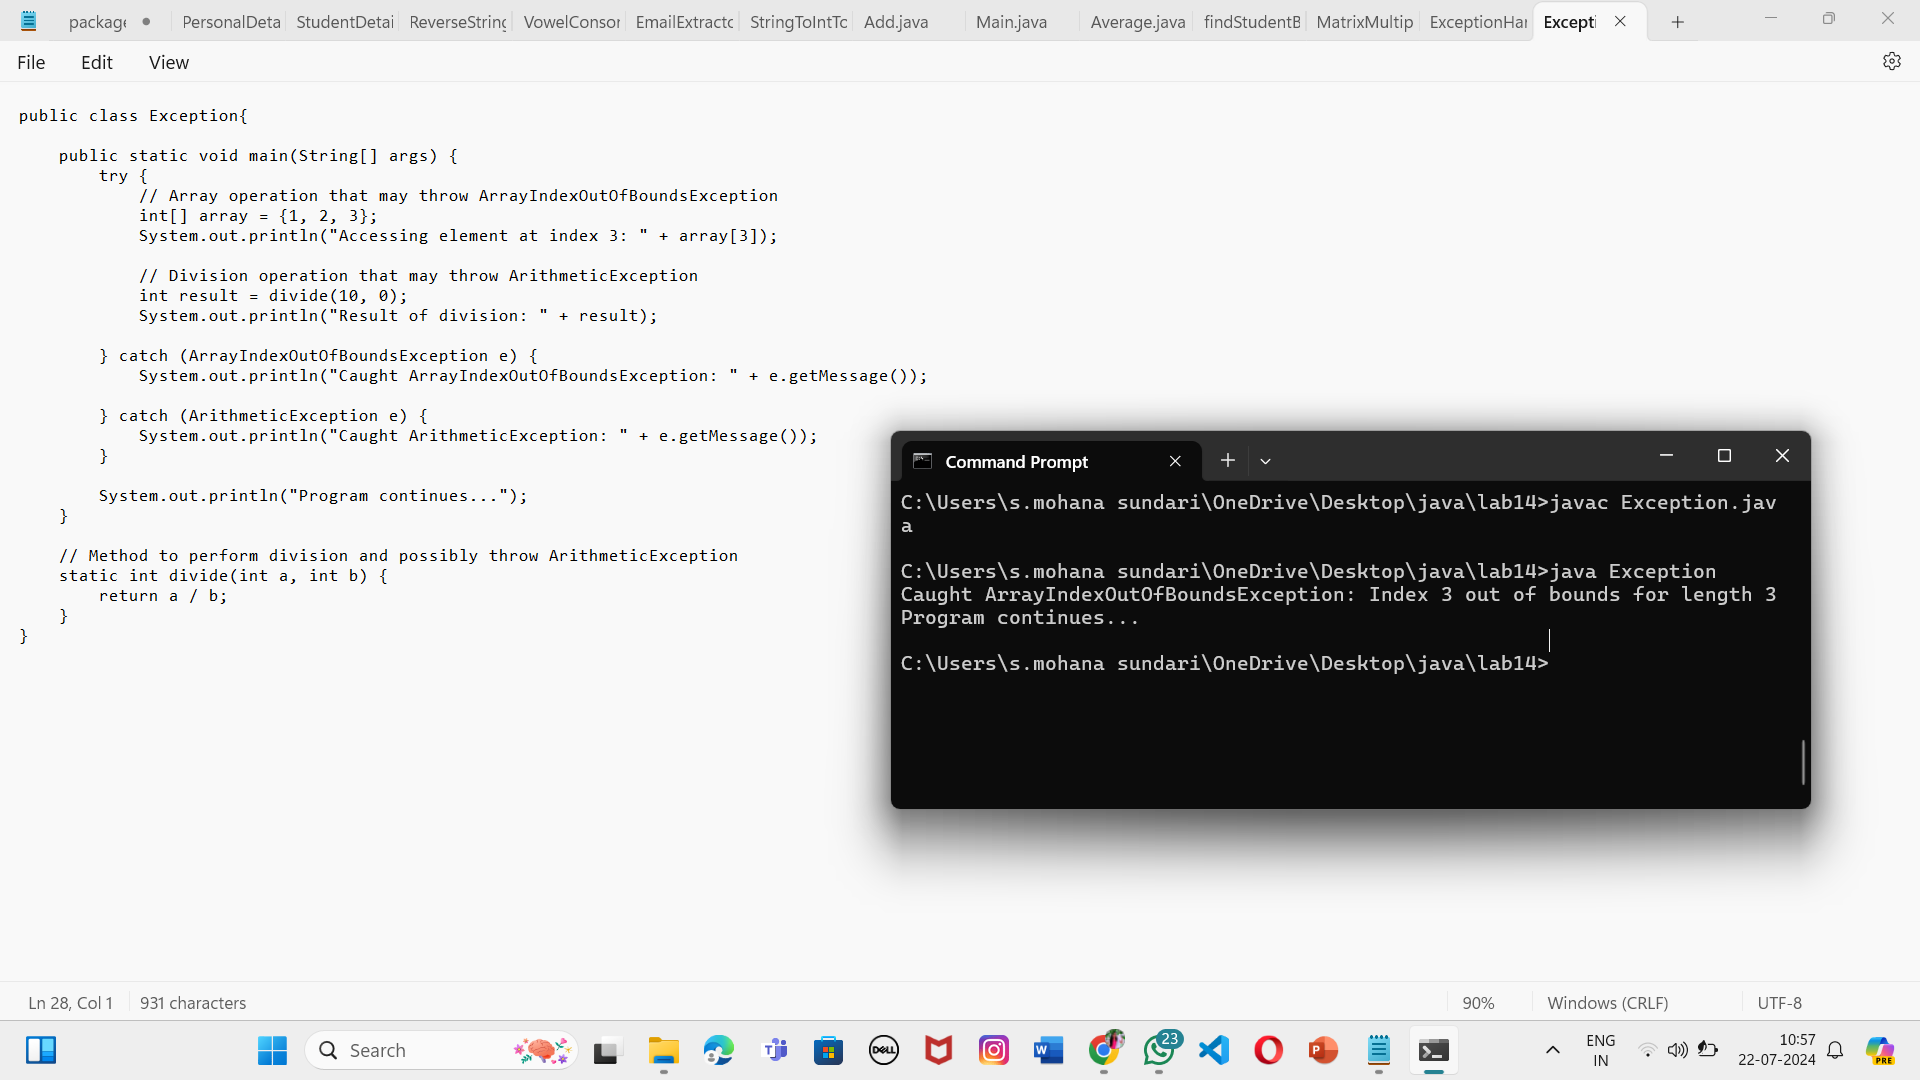 package PersonalDeta StudentDetai ReverseString VowelConsor EmailExtractc StringToIntTc Add.java Main.java Average.java findStudentB MatrixMultip ExceptionHar Excepti
File Edit View
public class Exception{
    public static void main(String[] args) {
        try {
            // Array operation that may throw ArrayIndexOutOfBoundsException
            int[] array = {1, 2, 3};
            System.out.println("Accessing element at index 3: " + array[3]);
            // Division operation that may throw ArithmeticException
            int result = divide(10, 0);
            System.out.println("Result of division: " + result);
        } catch (ArrayIndexOutOfBoundsException e) {
            System.out.println("Caught ArrayIndexOutOfBoundsException: " + e.getMessage());
        } catch (ArithmeticException e) {
            System.out.println("Caught ArithmeticException: " + e.getMessage());
        }
        System.out.println("Program continues...");
    }
    // Method to perform division and possibly throw ArithmeticException
    static int divide(int a, int b) {
        return a / b;
    }
}
Command Prompt
C:\Users\s.mohana sundari\OneDrive\Desktop\java\lab14>javac Exception.jav
a
C:\Users\s.mohana sundari\OneDrive\Desktop\java\lab14>java Exception
Caught ArrayIndexOutOfBoundsException: Index 3 out of bounds for length 3
Program continues...
C:\Users\s.mohana sundari\OneDrive\Desktop\java\lab14>
Ln 28, Col 1 931 characters 90% Windows (CRLF) UTF-8
Search
DELL
23
ENG
IN
10:57
22-07-2024
PRE